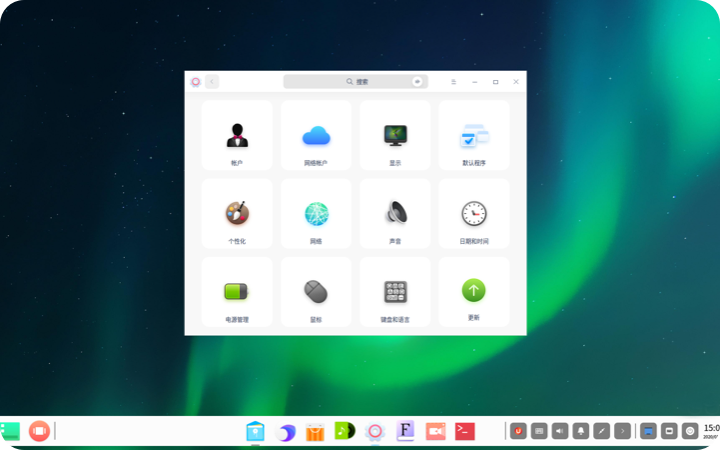 搜索
帐户
网络帐户
显示
默认程序
个性化
网络
声音
日期和时间
电源管理
鼠标
键盘和语言
更新
F
15:0
2020/07